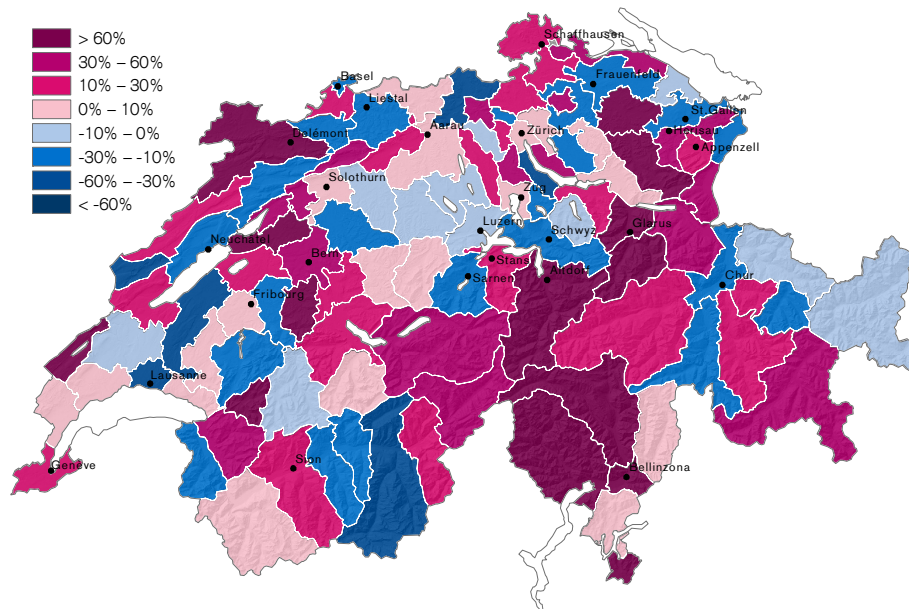 > 60%
30% – 60%
10% – 30%
0% – 10%
-10% – 0%
-30% – -10%
-60% – -30%
< -60%
Schaffhausen
Basel
Frauenfeld
Liestal
St.Gallen
Aarau
Zürich
Herisau
Delémont
Appenzell
Solothurn
Zug
Luzern
Glarus
Neuchâtel
Schwyz
Bern
Stans
Sarnen
Altdorf
Chur
Fribourg
Lausanne
Genève
Sion
Bellinzona